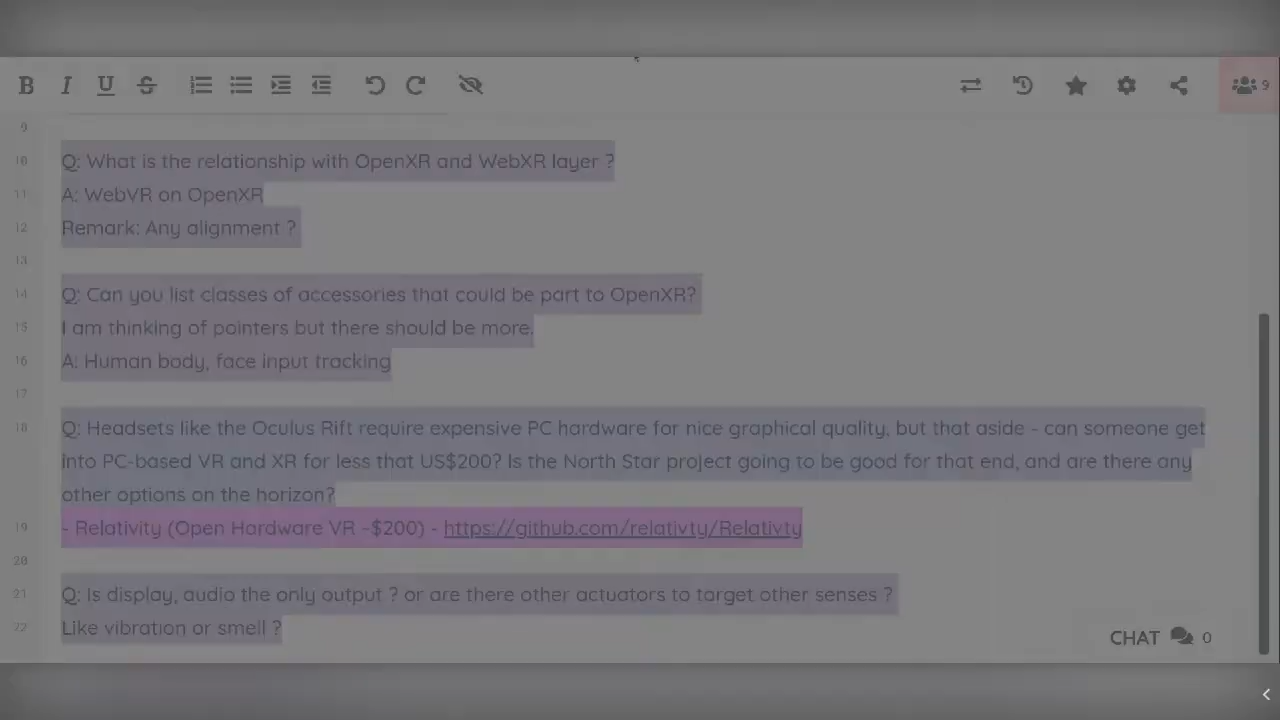 B I U S 9
9
10 Q: What is the relationship with OpenXR and WebXR layer ?
11 A: WebVR on OpenXR
12 Remark: Any alignment ?
13
14 Q: Can you list classes of accessories that could be part to OpenXR?
15 I am thinking of pointers but there should be more.
16 A: Human body, face input tracking
17
18 Q: Headsets like the Oculus Rift require expensive PC hardware for nice graphical quality, but that aside - can someone get
into PC-based VR and XR for less that US$200? Is the North Star project going to be good for that end, and are there any
other options on the horizon?
19 - Relativity (Open Hardware VR ~$200) - https://github.com/relativty/Relativty
20
21 Q: Is display, audio the only output ? or are there other actuators to target other senses ?
22 Like vibration or smell ?
CHAT 0